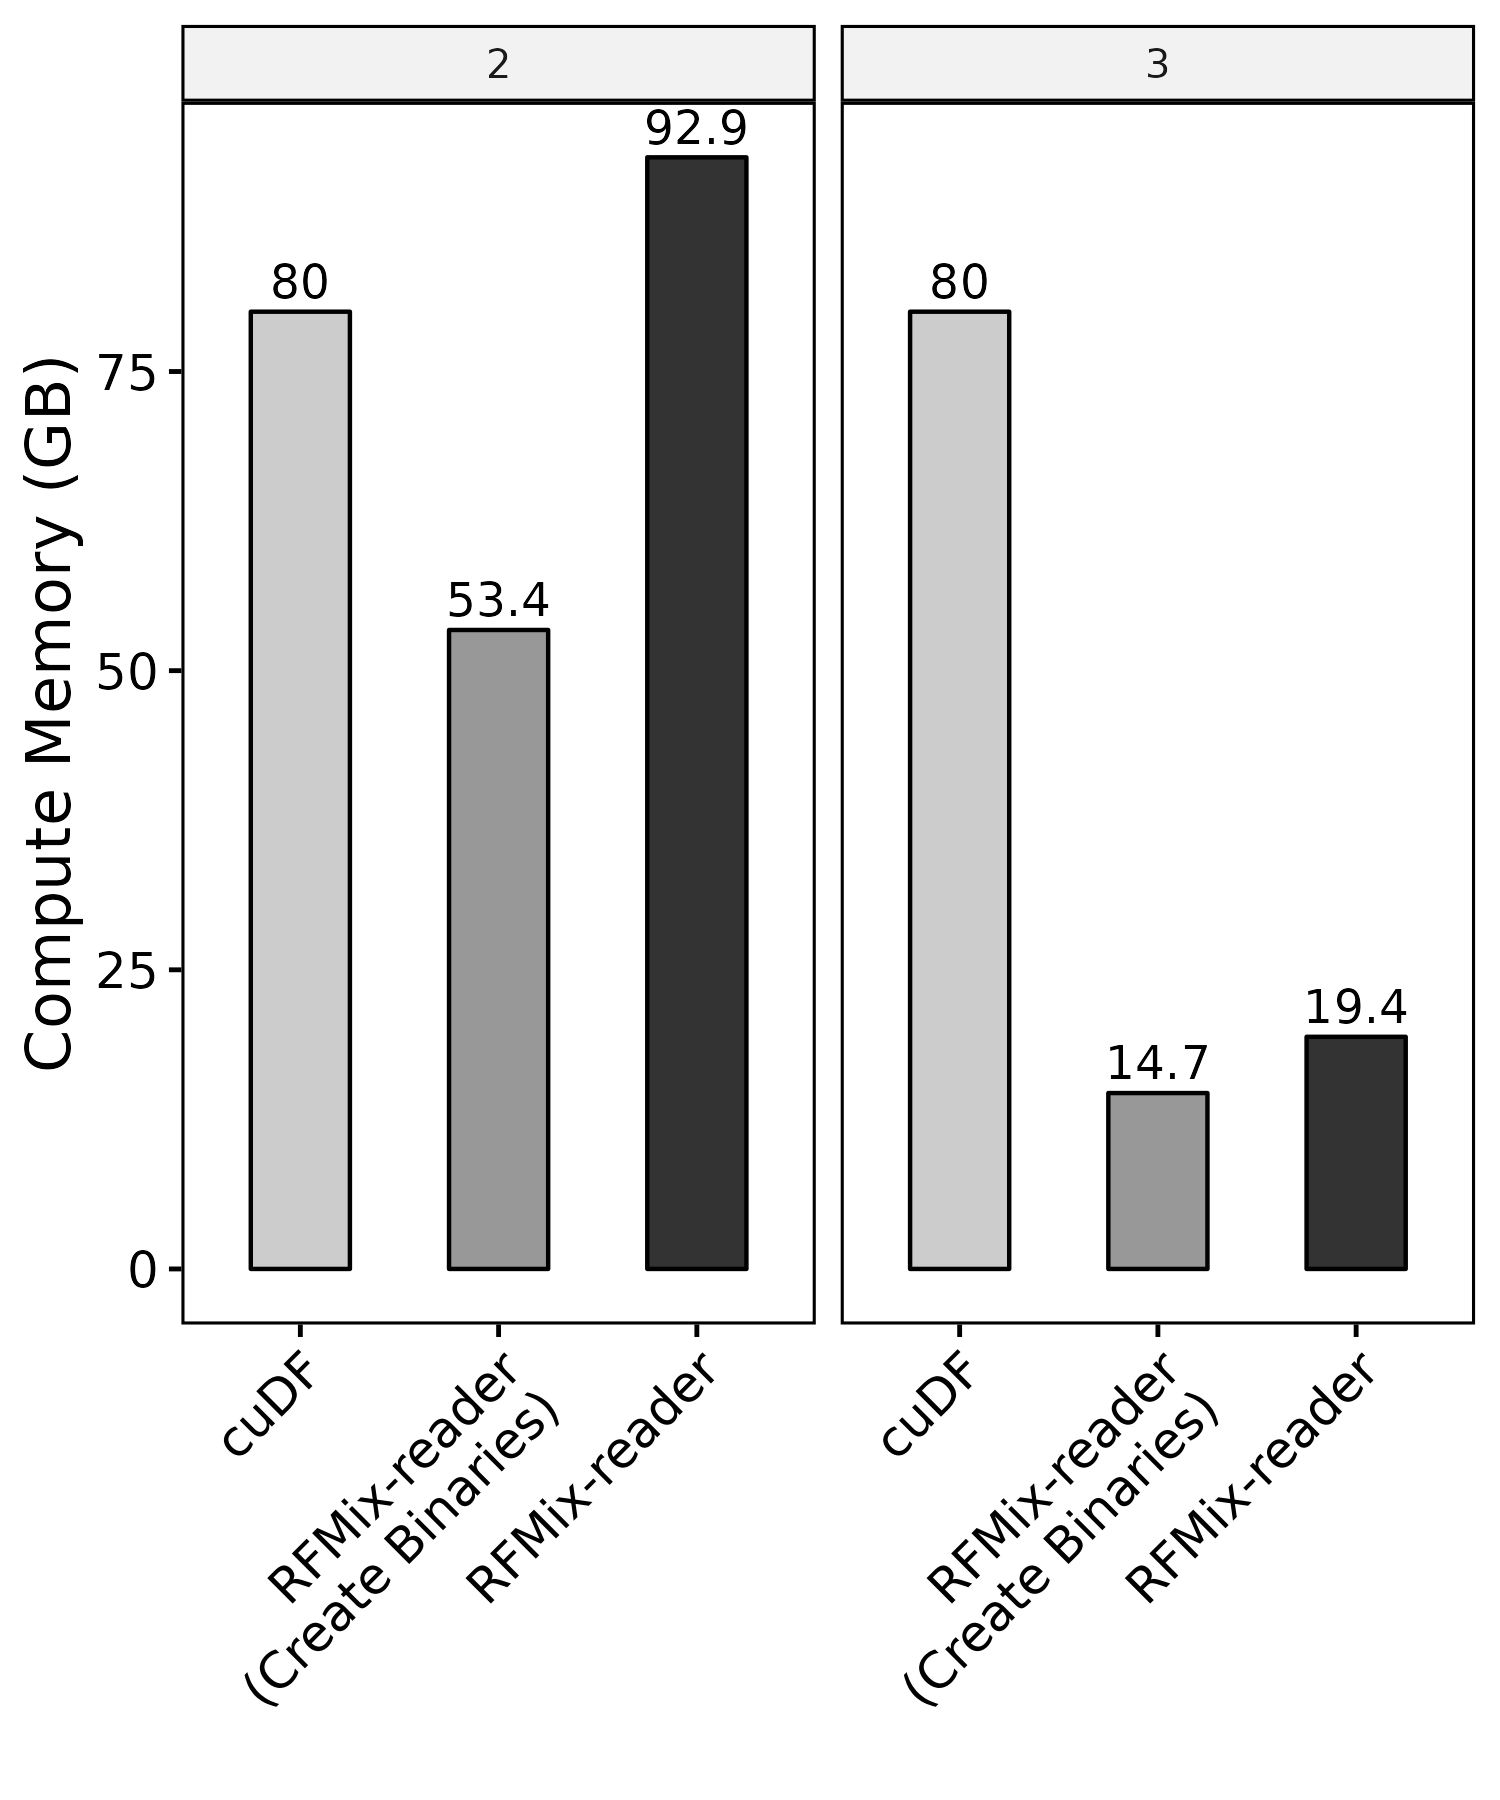 2
3
Compute Memory (GB)
75
50
25
0
80
53.4
92.9
80
14.7
19.4
cuDF
RFMix-reader
(Create Binaries)
RFMix-reader
cuDF
RFMix-reader
(Create Binaries)
RFMix-reader